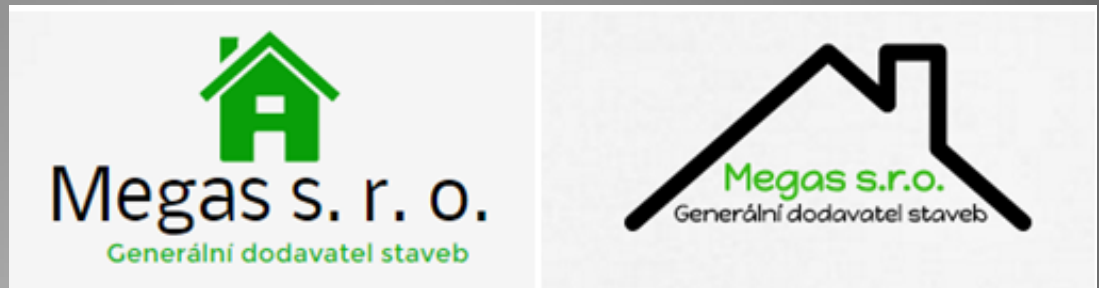 Megas s. r. o.
Generální dodavatel staveb
Megas s.r.o.
Generální dodavatel staveb